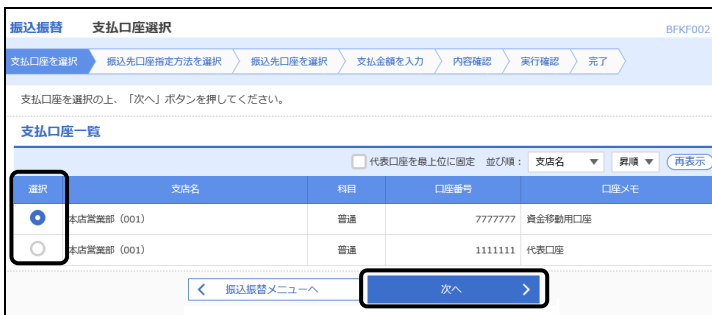 振込振替 支払口座選択 BFKF002
支払口座を選択 振込先口座指定方法を選択 振込先口座を選択 支払金額を入力 内容確認 実行確認 完了
支払口座を選択の上、「次へ」ボタンを押してください。
支払口座一覧
代表口座を最上位に固定 並び順： 支店名 ▼ 昇順 ▼ 再表示
選択 支店名 科目 口座番号 口座メモ
本店営業部（001） 普通 7777777 資金移動用口座
本店営業部（001） 普通 1111111 代表口座
振込振替メニューへ 次へ